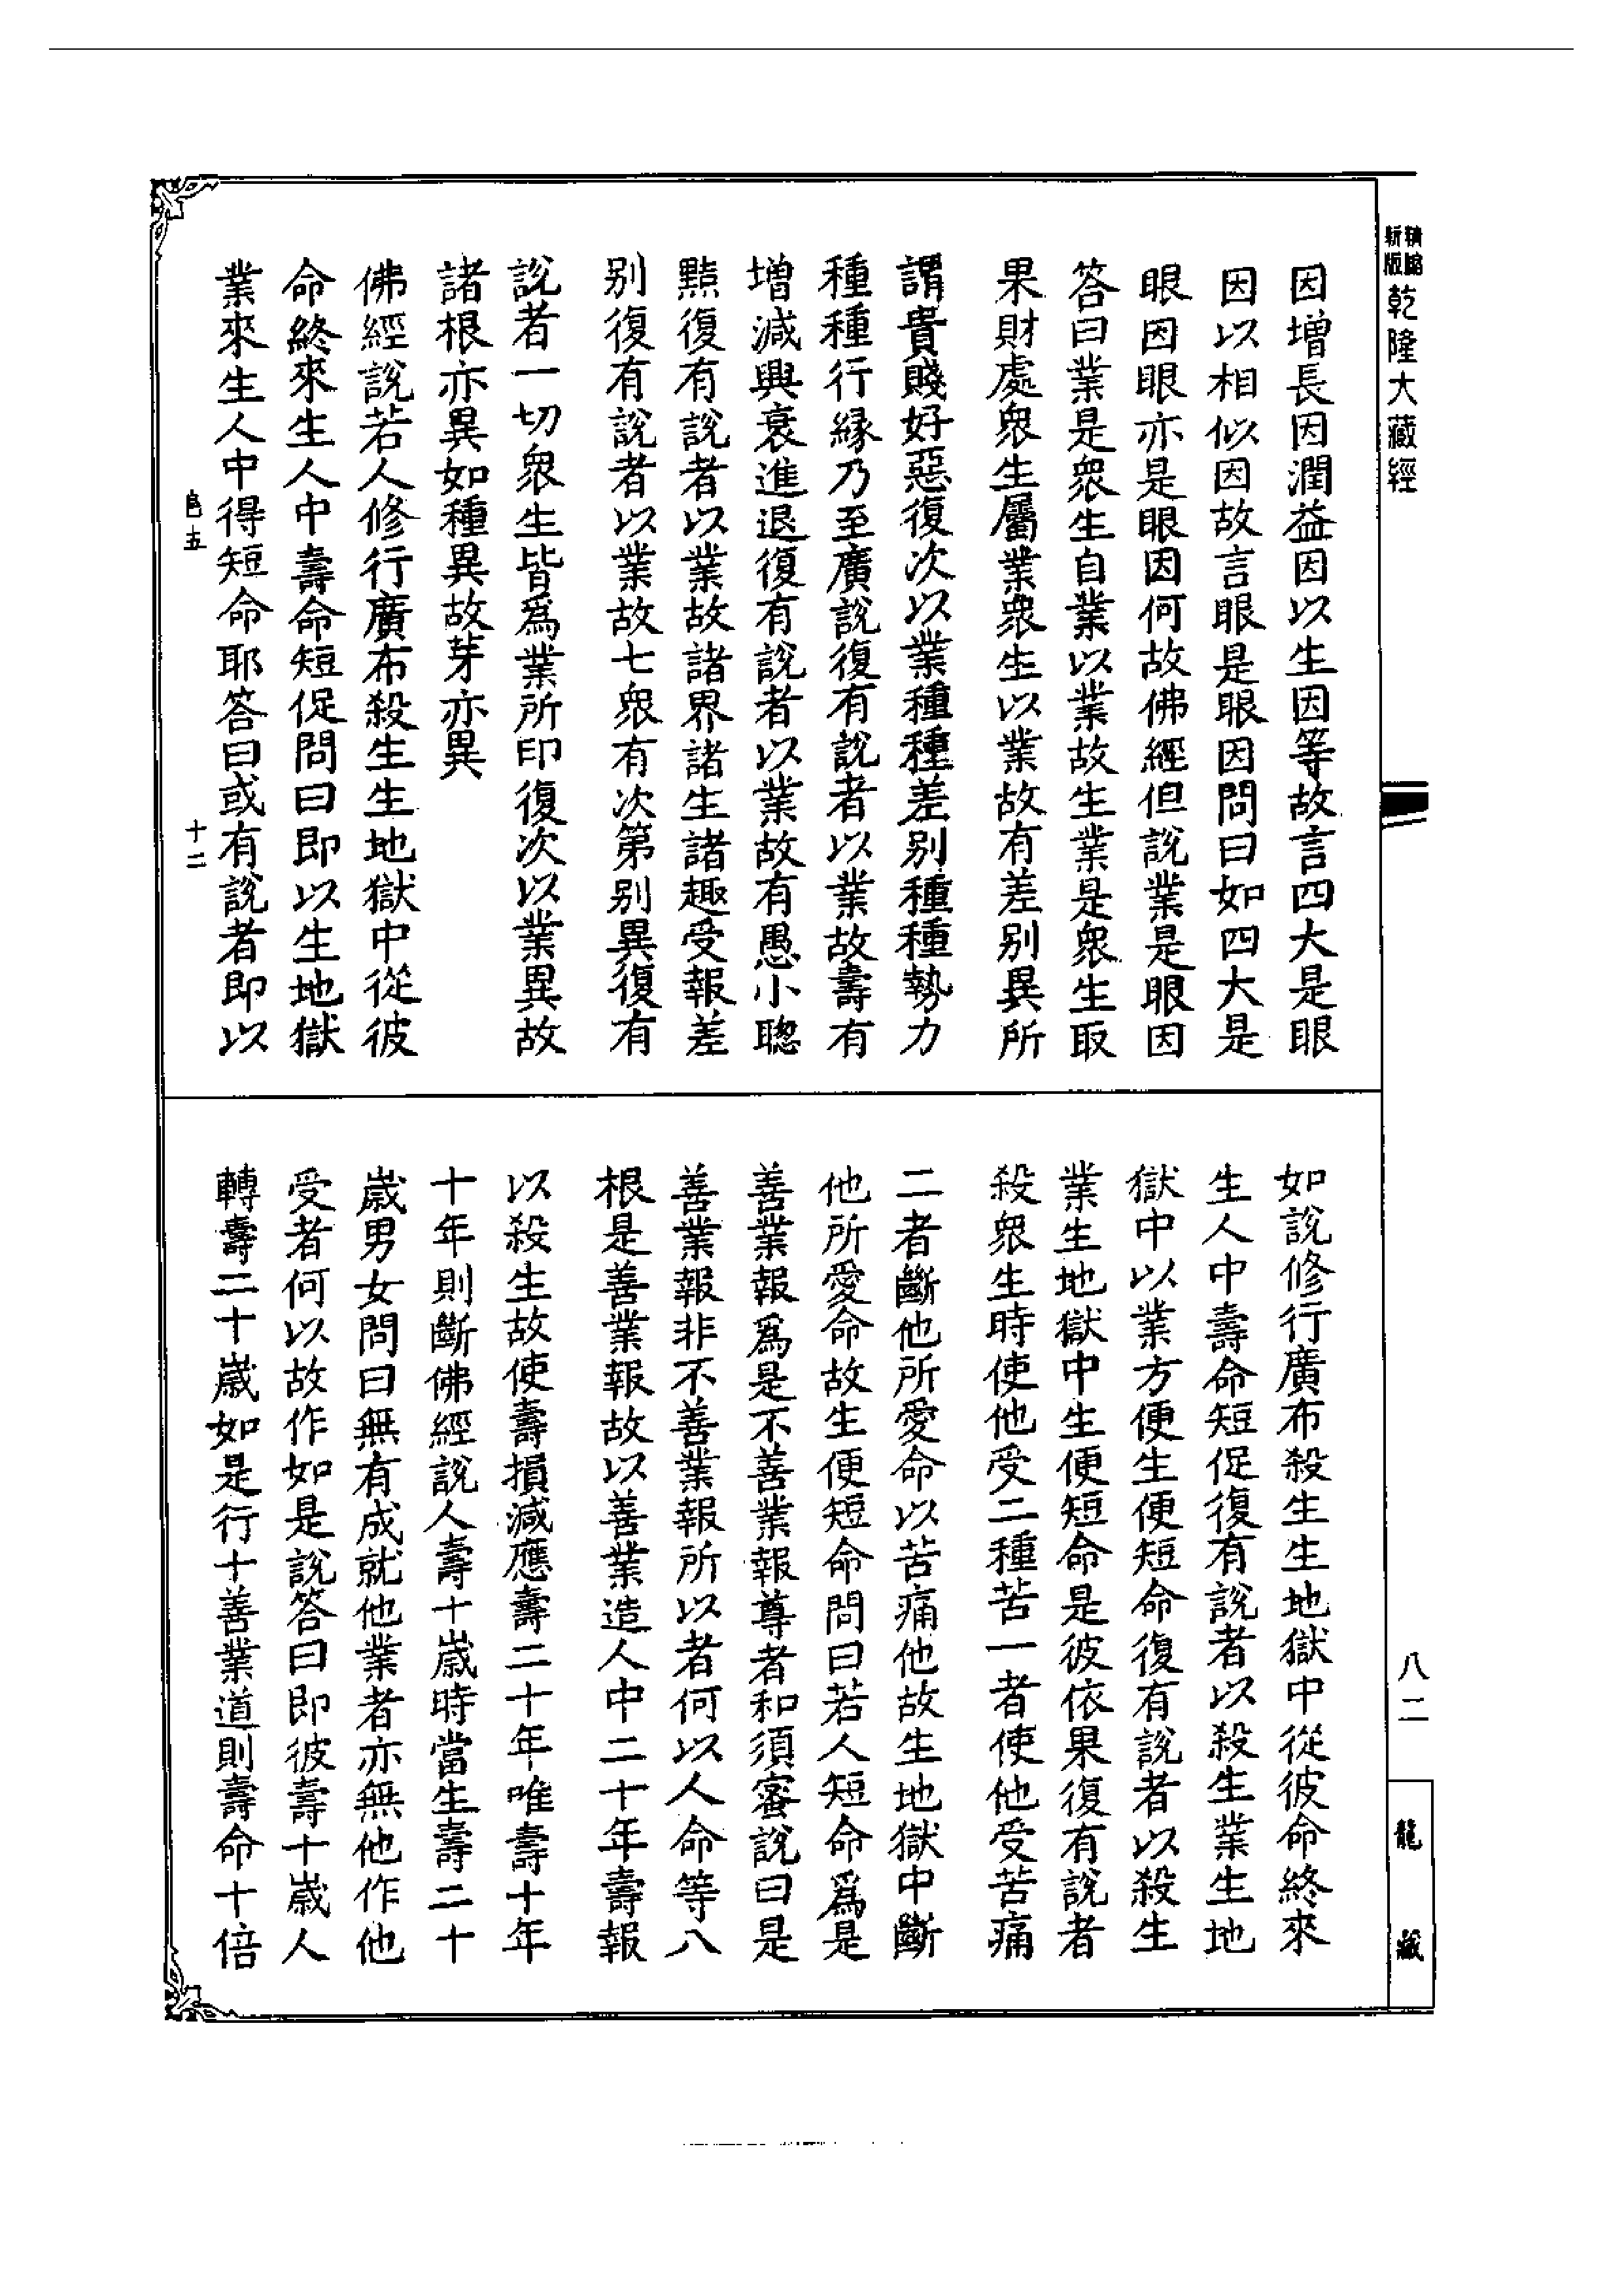 新版
精縮
乾隆大藏經
因增長因潤益因以生因等故言四大是眼
因以相似因故言眼是眼因問曰如四大是
眼因眼亦是眼因何故佛經但說業是眼因
答曰業是衆生自業以業故生業是衆生取
果財處衆生屬業衆生以業故有差別異所
謂貴賤好惡復次以業種種差別種種勢力
種種行緣乃至廣說復有說者以業故壽有
增減興衰進退復有說者以業故有愚小聰
黠復有說者以業故諸界諸生諸趣受報差
別復有說者以業故七衆有次第別異復有
說者一切衆生皆爲業所印復次以業異故
諸根亦異如種異故芽亦異
佛經說若人修行廣布殺生生地獄中從彼
命終來生人中壽命短促問曰即以生地獄
業來生人中得短命耶答曰或有說者即以
十二
如說修行廣布殺生生地獄中從彼命終來
生人中壽命短促復有說者以殺生業生地
獄中以業方便生便短命復有說者以殺生
業生地獄中生便短命是彼依果復有說者
殺衆生時使他受二種苦一者使他受苦痛
二者斷他所愛命以苦痛他故生地獄中斷
他所愛命故生便短命問曰若人短命爲是
善業報爲是不善業報尊者和須蜜說曰是
善業報非不善業報所以者何以人命等八
根是善業報故以善業造人中二十年壽報
以殺生故使壽損減應壽二十年唯壽十年
十年則斷佛經說人壽十歲時當生壽二十
歲男女問曰無有成就他業者亦無他作他
受者何以故作如是說答曰即彼壽十歲人
轉壽二十歲如是行十善業道則壽命十倍
八二
龍藏